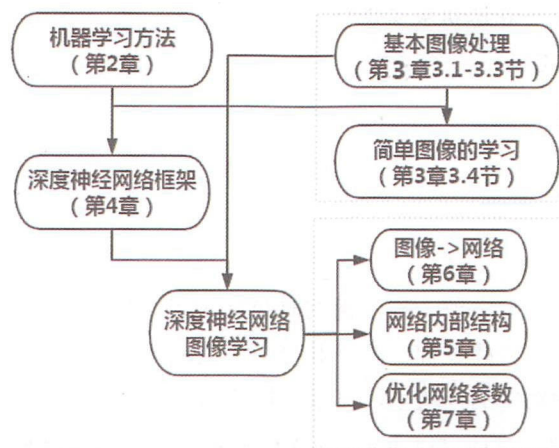 机器学习方法
（第2章）
基本图像处理
（第3章3.1-3.3节）
简单图像的学习
（第3章3.4节）
深度神经网络框架
（第4章）
图像->网络
（第6章）
深度神经网络
图像学习
网络内部结构
（第5章）
优化网络参数
（第7章）